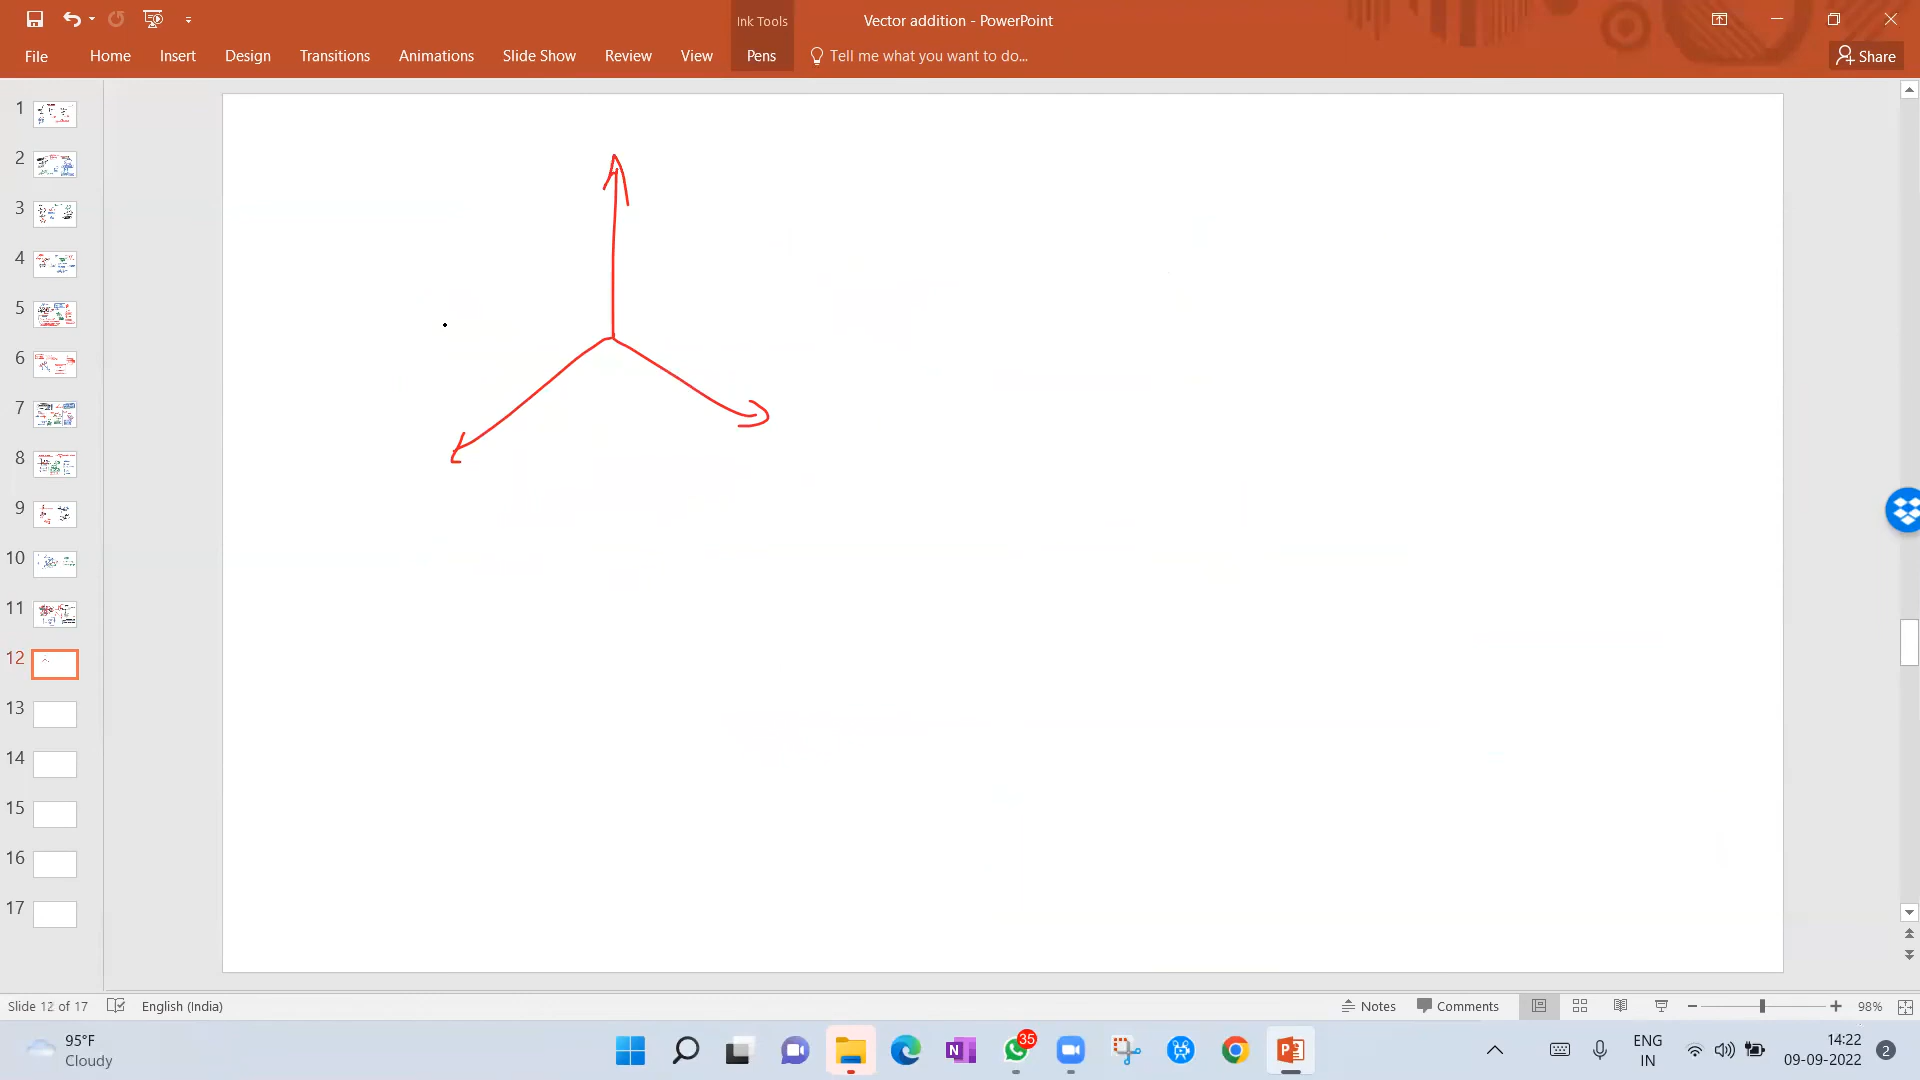 Ink Tools
Vector addition - PowerPoint
File Home Insert Design Transitions Animations Slide Show Review View Pens Tell me what you want to do... Share
1
2
3
4
5
6
7
8
9
10
11
12
13
14
15
16
17
Slide 12 of 17 English (India) Notes Comments 98%
95°F
Cloudy
35
ENG
IN
14:22
09-09-2022
2